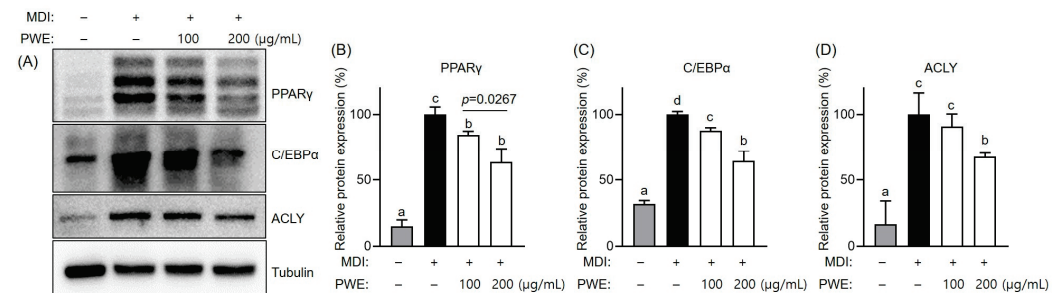 MDI: – + + +
PWE: – – 100 200 (μg/mL)
(A)
PPARγ
C/EBPα
ACLY
Tubulin
(B)
PPARγ
Relative protein expression (%)
100
50
0
a
c
b
b
p=0.0267
MDI: – + + +
PWE: – – 100 200 (μg/mL)
(C)
C/EBPα
Relative protein expression (%)
100
50
0
a
d
c
b
MDI: – + + +
PWE: – – 100 200 (μg/mL)
(D)
ACLY
Relative protein expression (%)
100
50
0
a
c
c
b
MDI: – + + +
PWE: – – 100 200 (μg/mL)